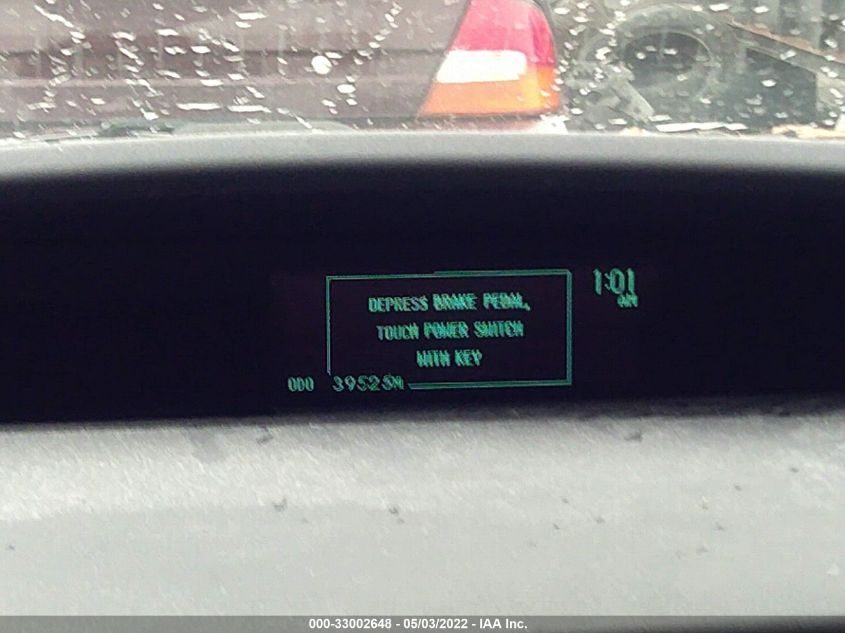 DEPRESS BRAKE PEDAL,
TOUCH POWER SWITCH
WITH KEY
1:01
AM
ODO 39525M
000-33002648 - 05/03/2022 - IAA Inc.